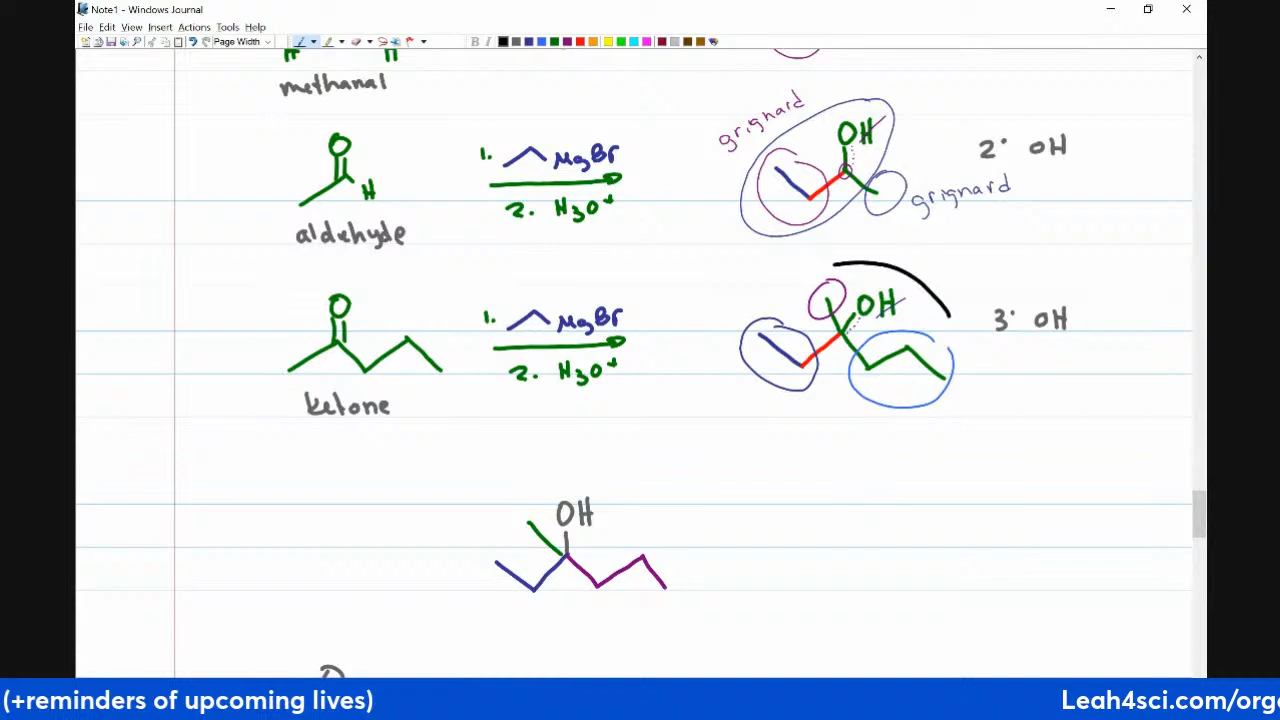 Note1 - Windows Journal
File Edit View Insert Actions Tools Help
Page Width B I
H H
methanal
grignard
O
H
aldehyde
1. MgBr
2. H3O+
OH
grignard
2° OH
O
ketone
1. MgBr
2. H3O+
OH
3° OH
OH
(+reminders of upcoming lives)
Leah4sci.com/orga